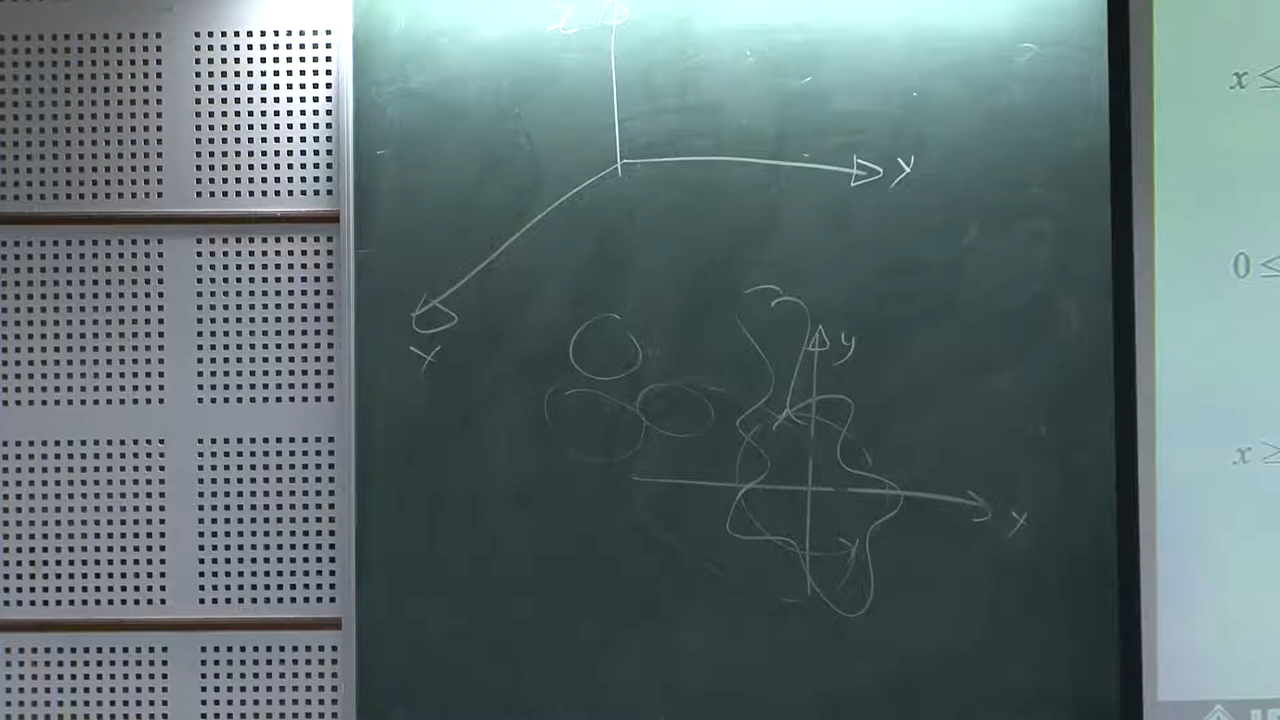 z
y
x
y
x
x ≤
0 ≤
x ≥